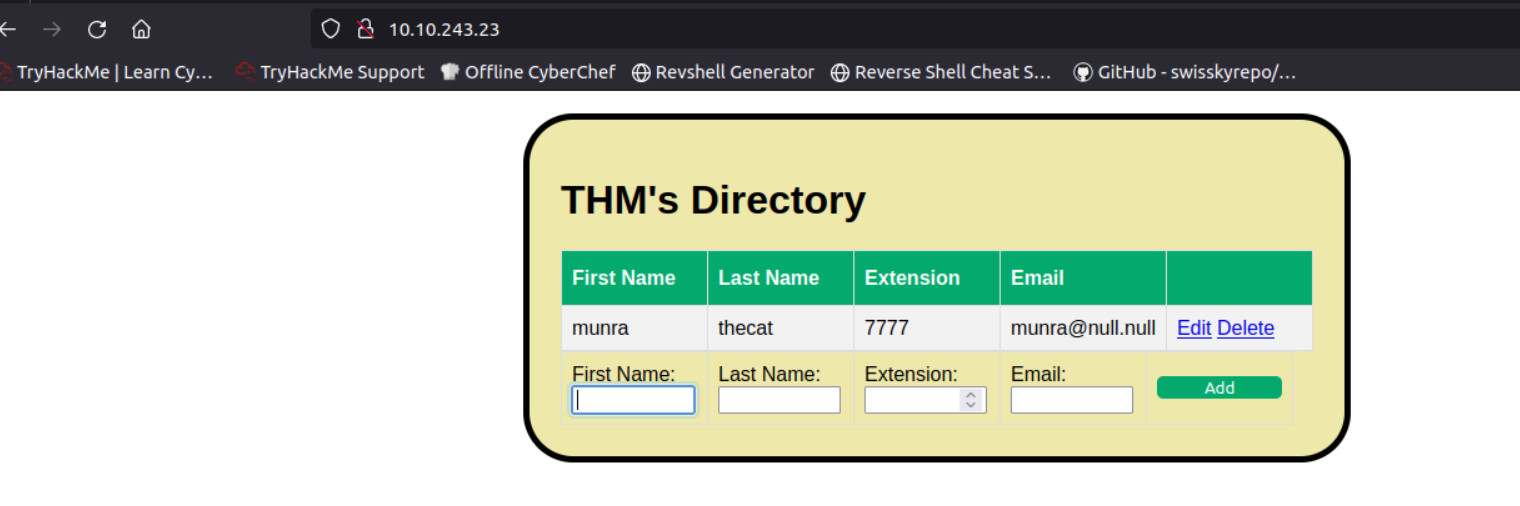 10.10.243.23
TryHackMe | Learn Cy... TryHackMe Support Offline CyberChef Revshell Generator Reverse Shell Cheat S... GitHub - swisskyrepo/...
THM's Directory
First Name Last Name Extension Email
munra thecat 7777 munra@null.null Edit Delete
First Name: Last Name: Extension: Email:
Add